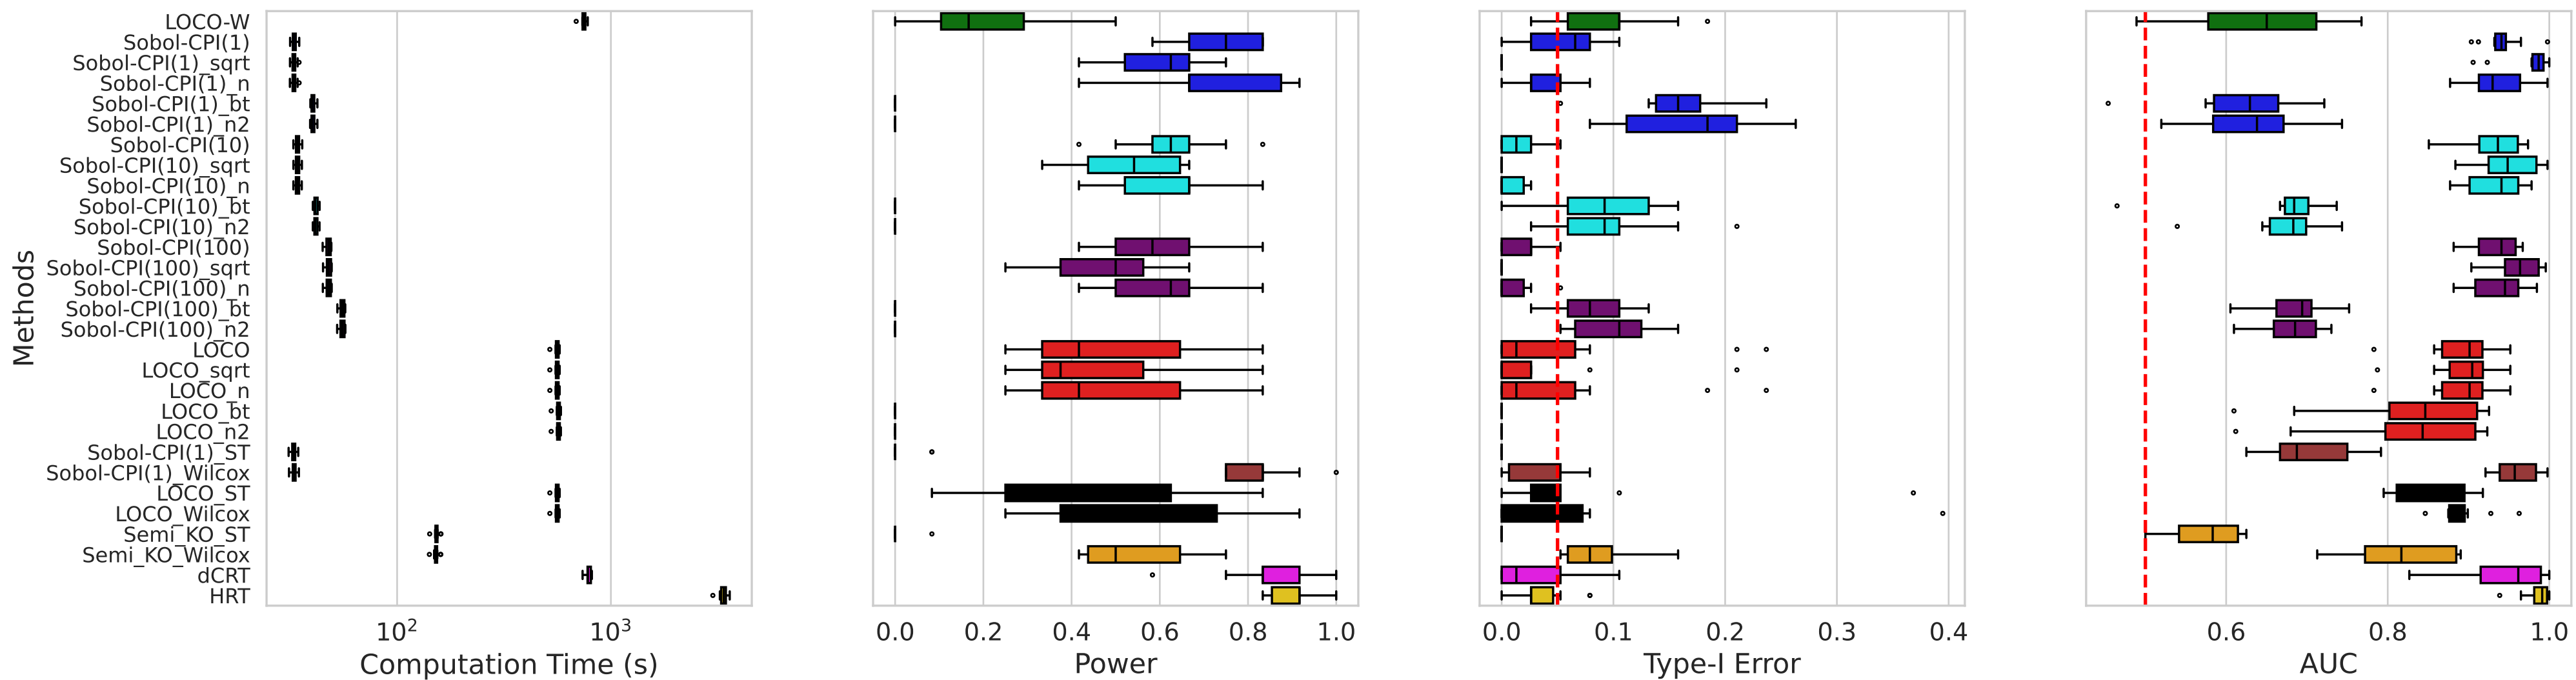 Methods
LOCO-W
Sobol-CPI(1)
Sobol-CPI(1)_sqrt
Sobol-CPI(1)_n
Sobol-CPI(1)_bt
Sobol-CPI(1)_n2
Sobol-CPI(10)
Sobol-CPI(10)_sqrt
Sobol-CPI(10)_n
Sobol-CPI(10)_bt
Sobol-CPI(10)_n2
Sobol-CPI(100)
Sobol-CPI(100)_sqrt
Sobol-CPI(100)_n
Sobol-CPI(100)_bt
Sobol-CPI(100)_n2
LOCO
LOCO_sqrt
LOCO_n
LOCO_bt
LOCO_n2
Sobol-CPI(1)_ST
Sobol-CPI(1)_Wilcox
LOCO_ST
LOCO_Wilcox
Semi_KO_ST
Semi_KO_Wilcox
dCRT
HRT
10² 10³
Computation Time (s)
0.0 0.2 0.4 0.6 0.8 1.0
Power
0.0 0.1 0.2 0.3 0.4
Type-I Error
0.6 0.8 1.0
AUC